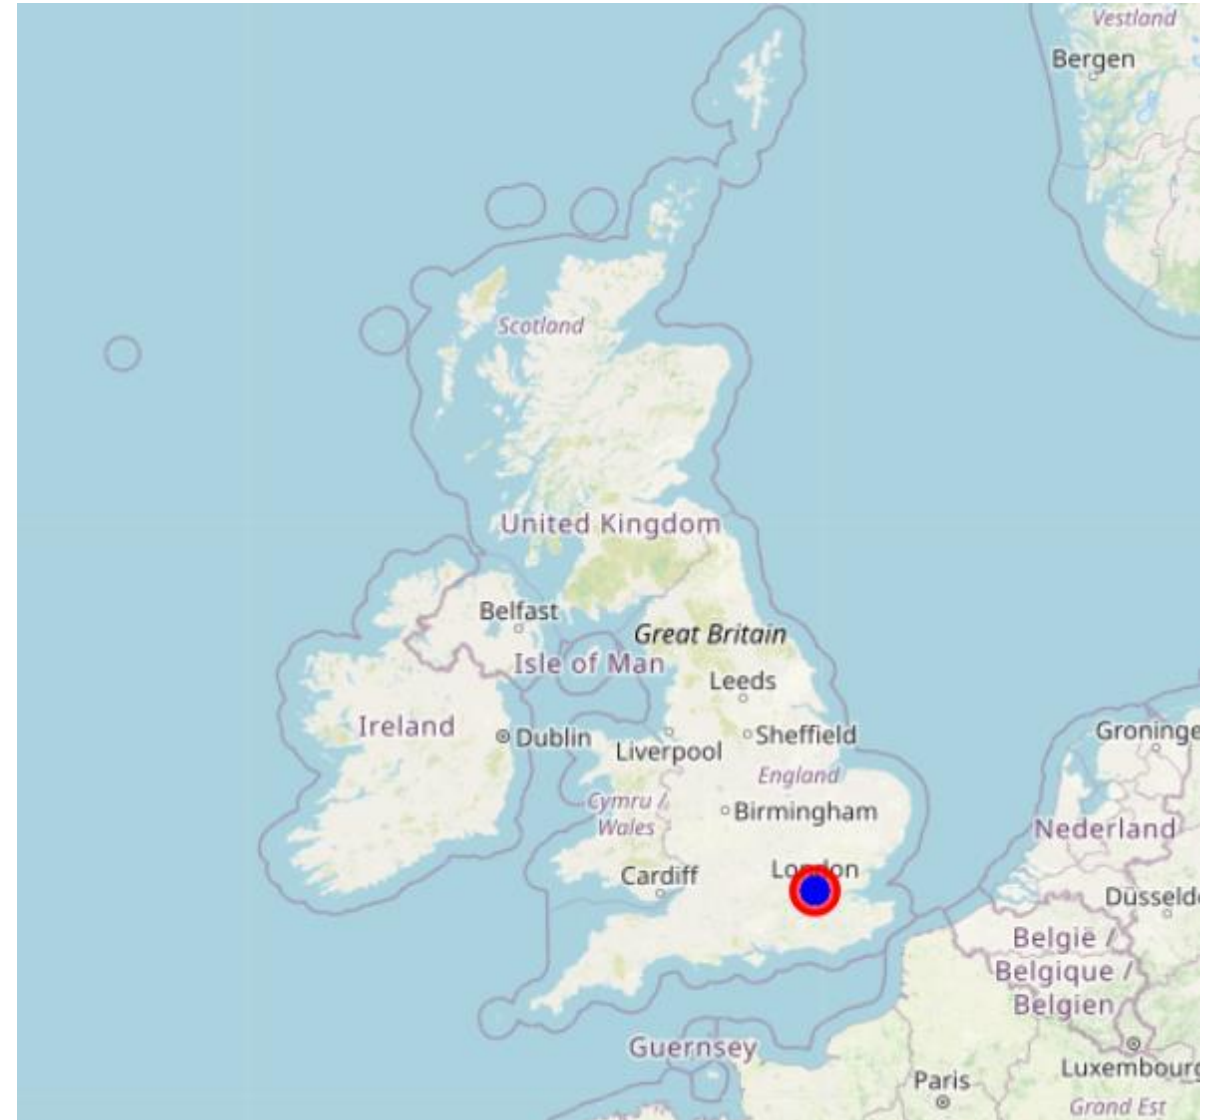 Vestland
Bergen
Scotland
United Kingdom
Belfast
Great Britain
Isle of Man
Leeds
Ireland
Dublin
Liverpool
Sheffield
Groninge
England
Cymru /
Wales
Birmingham
Nederland
London
Cardiff
Düsseld
België /
Belgique /
Belgien
Guernsey
Luxembourg
Paris
Grand Est